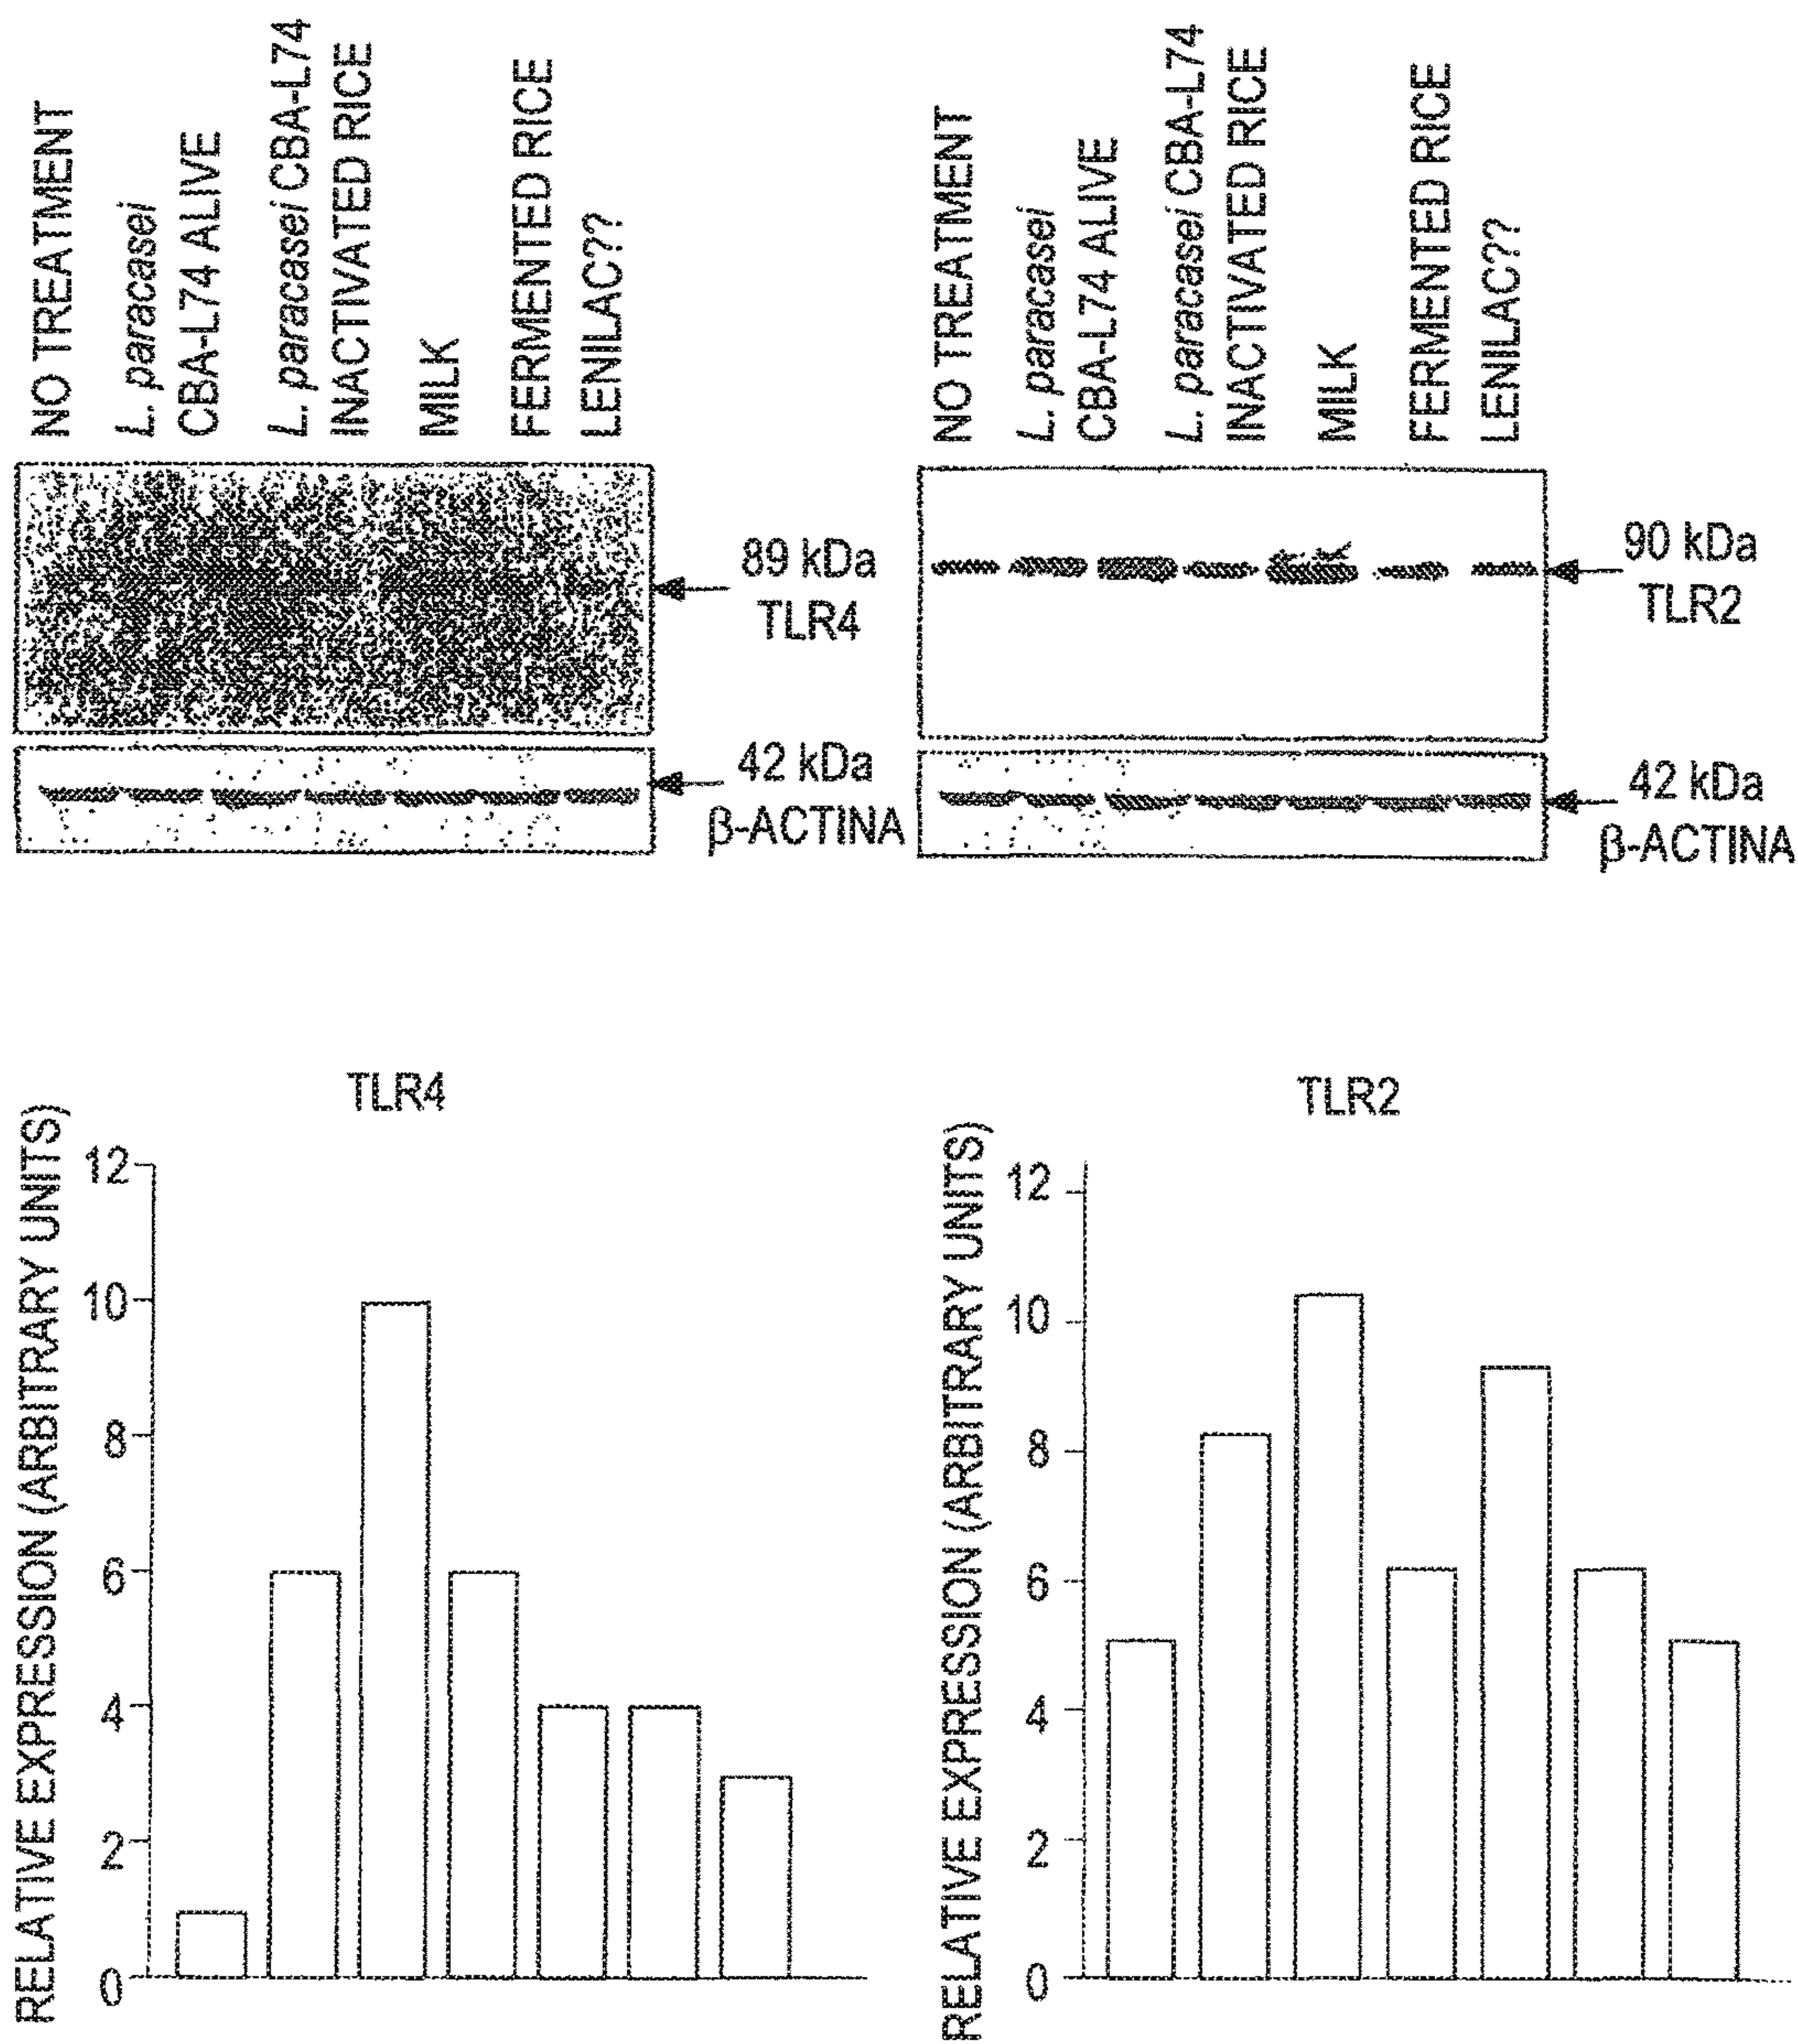 NO TREATMENT
L. paracasei
CBA-L74 ALIVE
L. paracasei CBA-L74
INACTIVATED RICE
MILK
FERMENTED RICE
LENILAC??
NO TREATMENT
L. paracasei
CBA-L74 ALIVE
L. paracasei CBA-L74
INACTIVATED RICE
MILK
FERMENTED RICE
LENILAC??
89 kDa
TLR4
42 kDa
β-ACTINA
90 kDa
TLR2
42 kDa
β-ACTINA
TLR4
RELATIVE EXPRESSION (ARBITRARY UNITS)
12
10
8
6
4
2
0
TLR2
RELATIVE EXPRESSION (ARBITRARY UNITS)
12
10
8
6
4
2
0